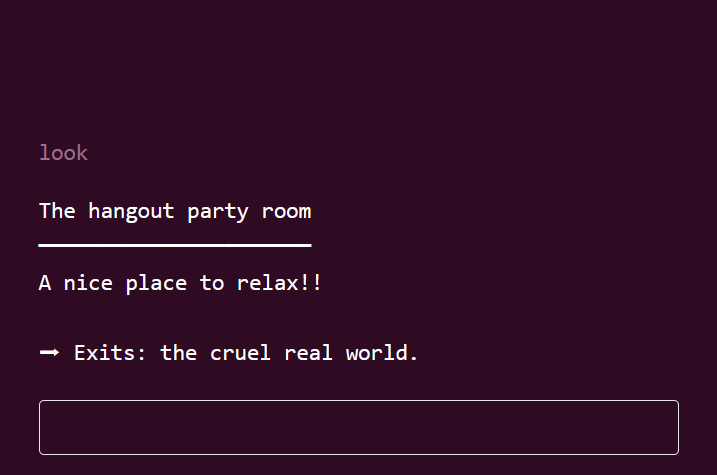 look
The hangout party room
A nice place to relax!!
➞ Exits: the cruel real world.